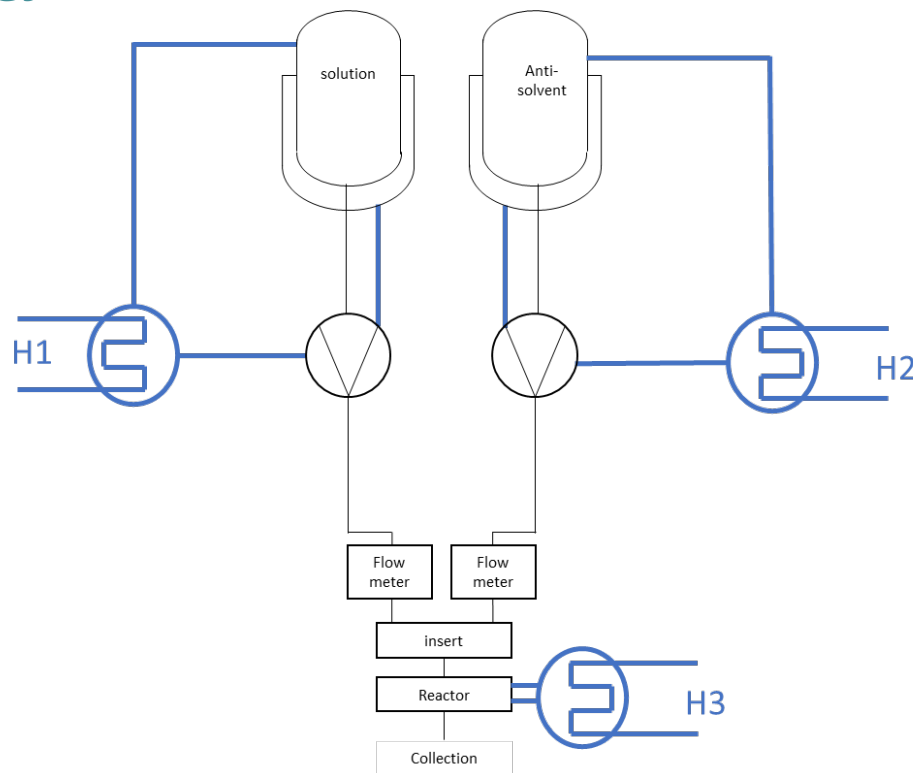 solution
Anti-
solvent
H1
H2
Flow
meter
Flow
meter
insert
Reactor
H3
Collection